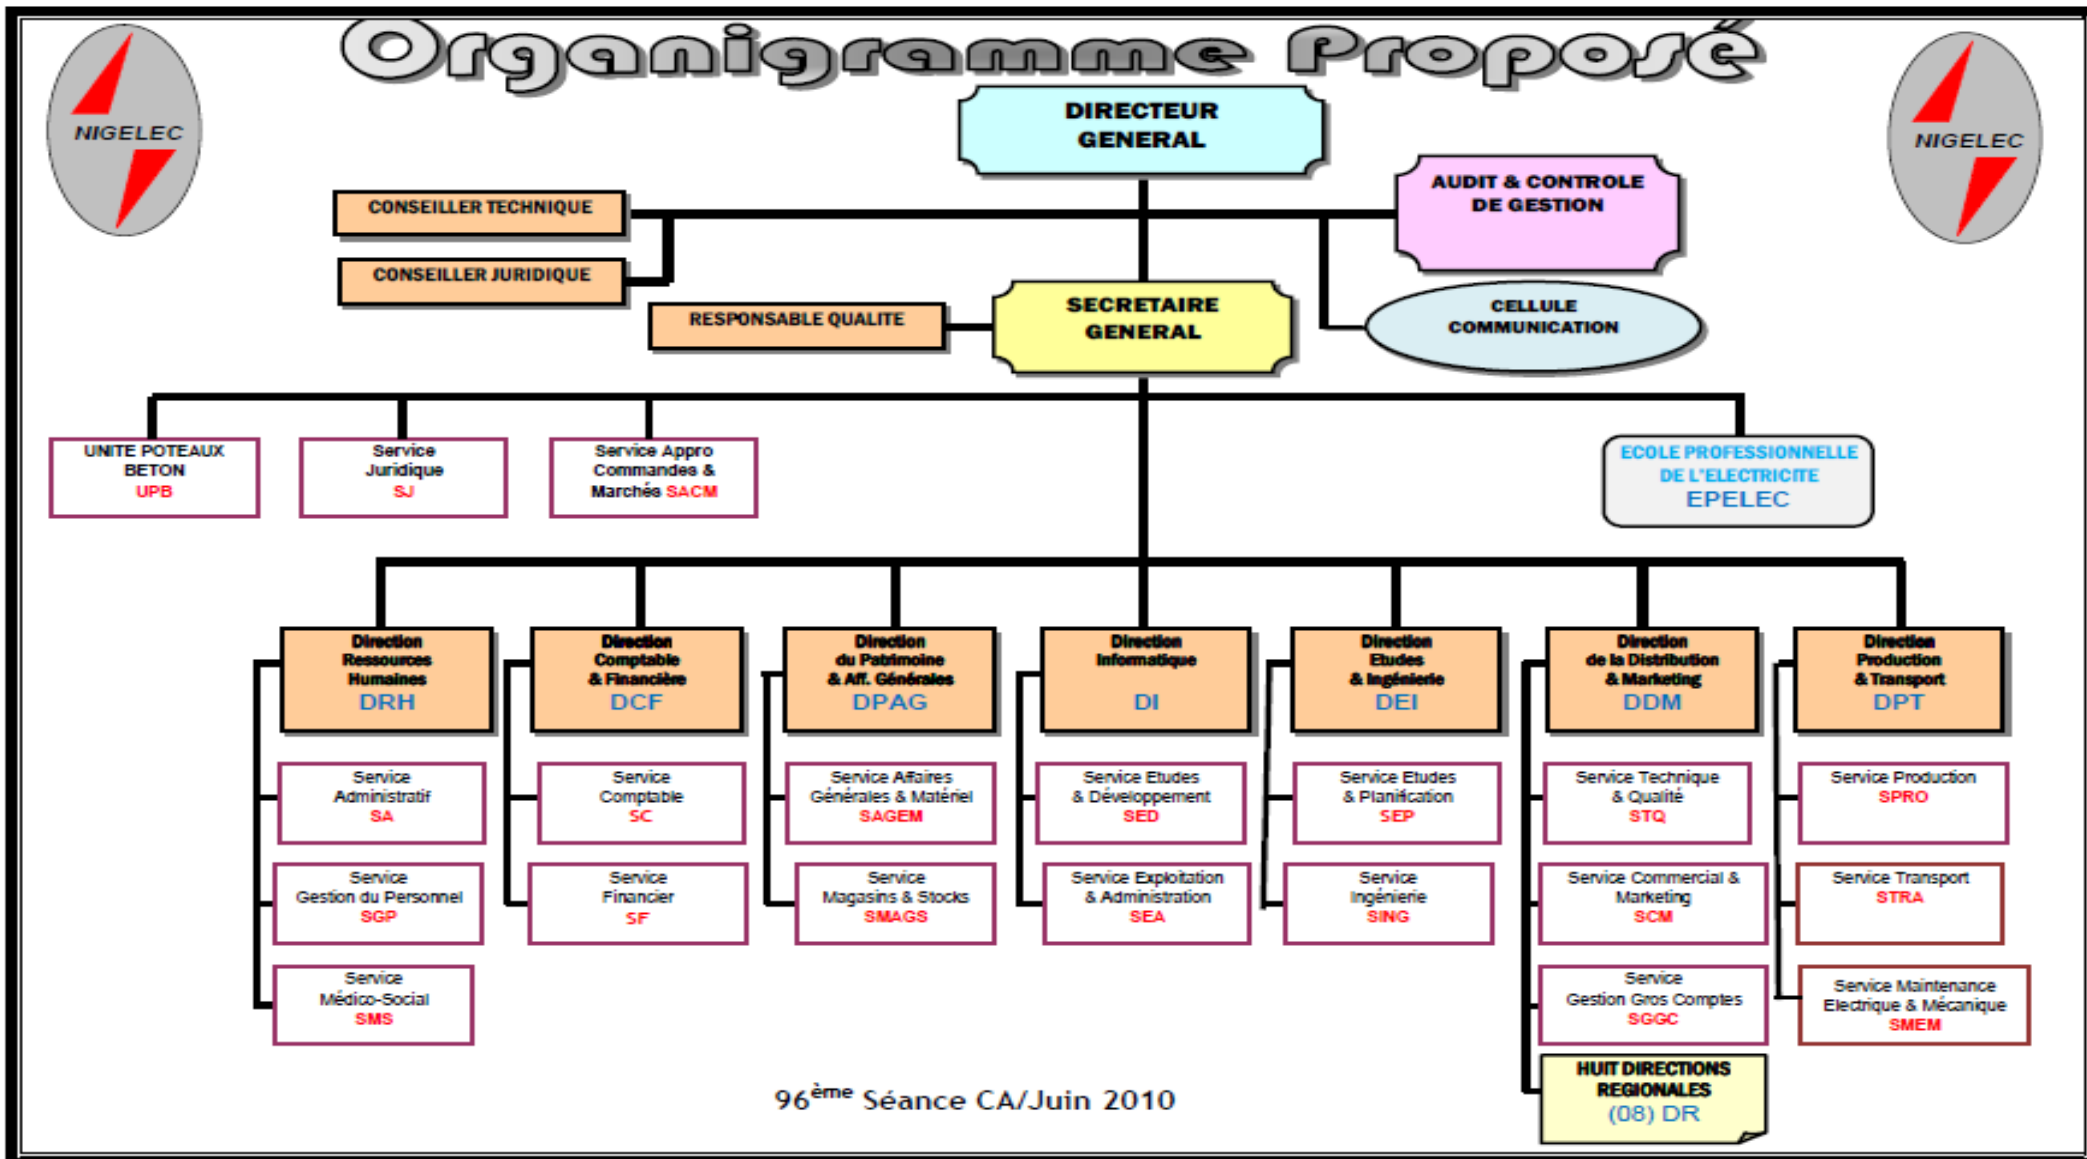 Organigramme Proposé
NIGELEC
NIGELEC
DIRECTEUR
GENERAL
CONSEILLER TECHNIQUE
AUDIT & CONTROLE
DE GESTION
CONSEILLER JURIDIQUE
RESPONSABLE QUALITE
SECRETAIRE
GENERAL
CELLULE
COMMUNICATION
UNITE POTEAUX
BETON
UPB
Service
Juridique
SJ
Service Appro
Commandes &
Marchés SACM
ECOLE PROFESSIONNELLE
DE L'ELECTRICITE
EPELEC
Direction
Ressources
Humaines
DRH
Direction
Comptable
& Financière
DCF
Direction
du Patrimoine
& Aff. Générales
DPAG
Direction
Informatique
DI
Direction
Etudes
& Ingénierie
DEI
Direction
de la Distribution
& Marketing
DDM
Direction
Production
& Transport
DPT
Service
Administratif
SA
Service
Comptable
SC
Service Affaires
Générales & Matériel
SAGEM
Service Etudes
& Développement
SED
Service Etudes
& Planification
SEP
Service Technique
& Qualité
STQ
Service Production
SPRO
Service
Gestion du Personnel
SGP
Service
Financier
SF
Service
Magasins & Stocks
SMAGS
Service Exploitation
& Administration
SEA
Service
Ingénierie
SING
Service Commercial &
Marketing
SCM
Service Transport
STRA
Service
Médico-Social
SMS
Service
Gestion Gros Comptes
SGGC
Service Maintenance
Electrique & Mécanique
SMEM
HUIT DIRECTIONS
REGIONALES
(08) DR
96ème Séance CA/Juin 2010